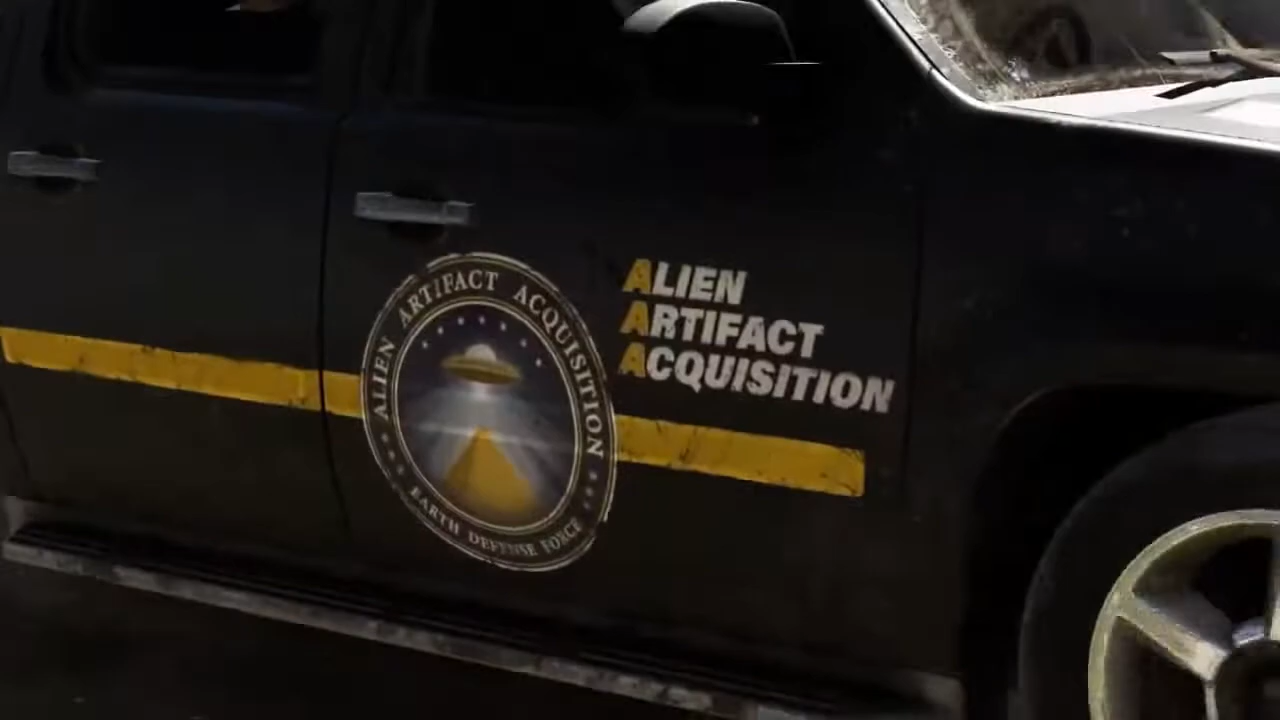 ALIEN ARTIFACT ACQUISITION
EARTH DEFENSE FORCE
ALIEN
ARTIFACT
ACQUISITION